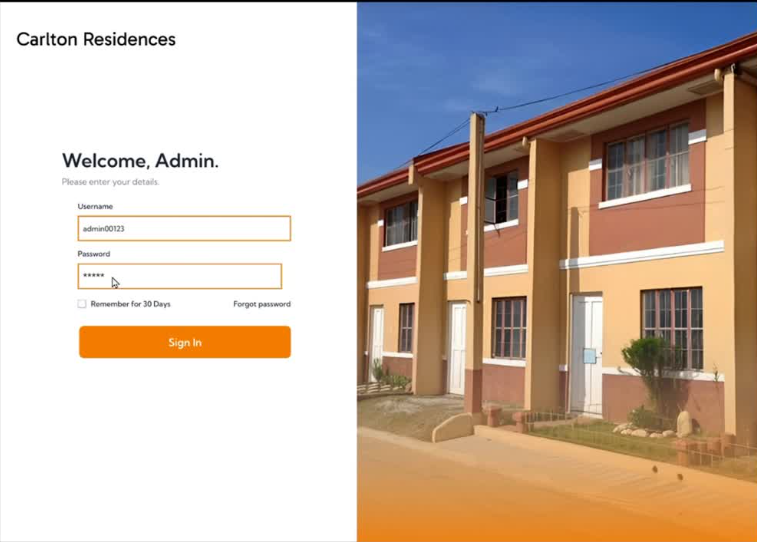 Carlton Residences
Welcome, Admin.
Please enter your details.
Username
admin00123
Password
*****
Remember for 30 Days
Forgot password
Sign In